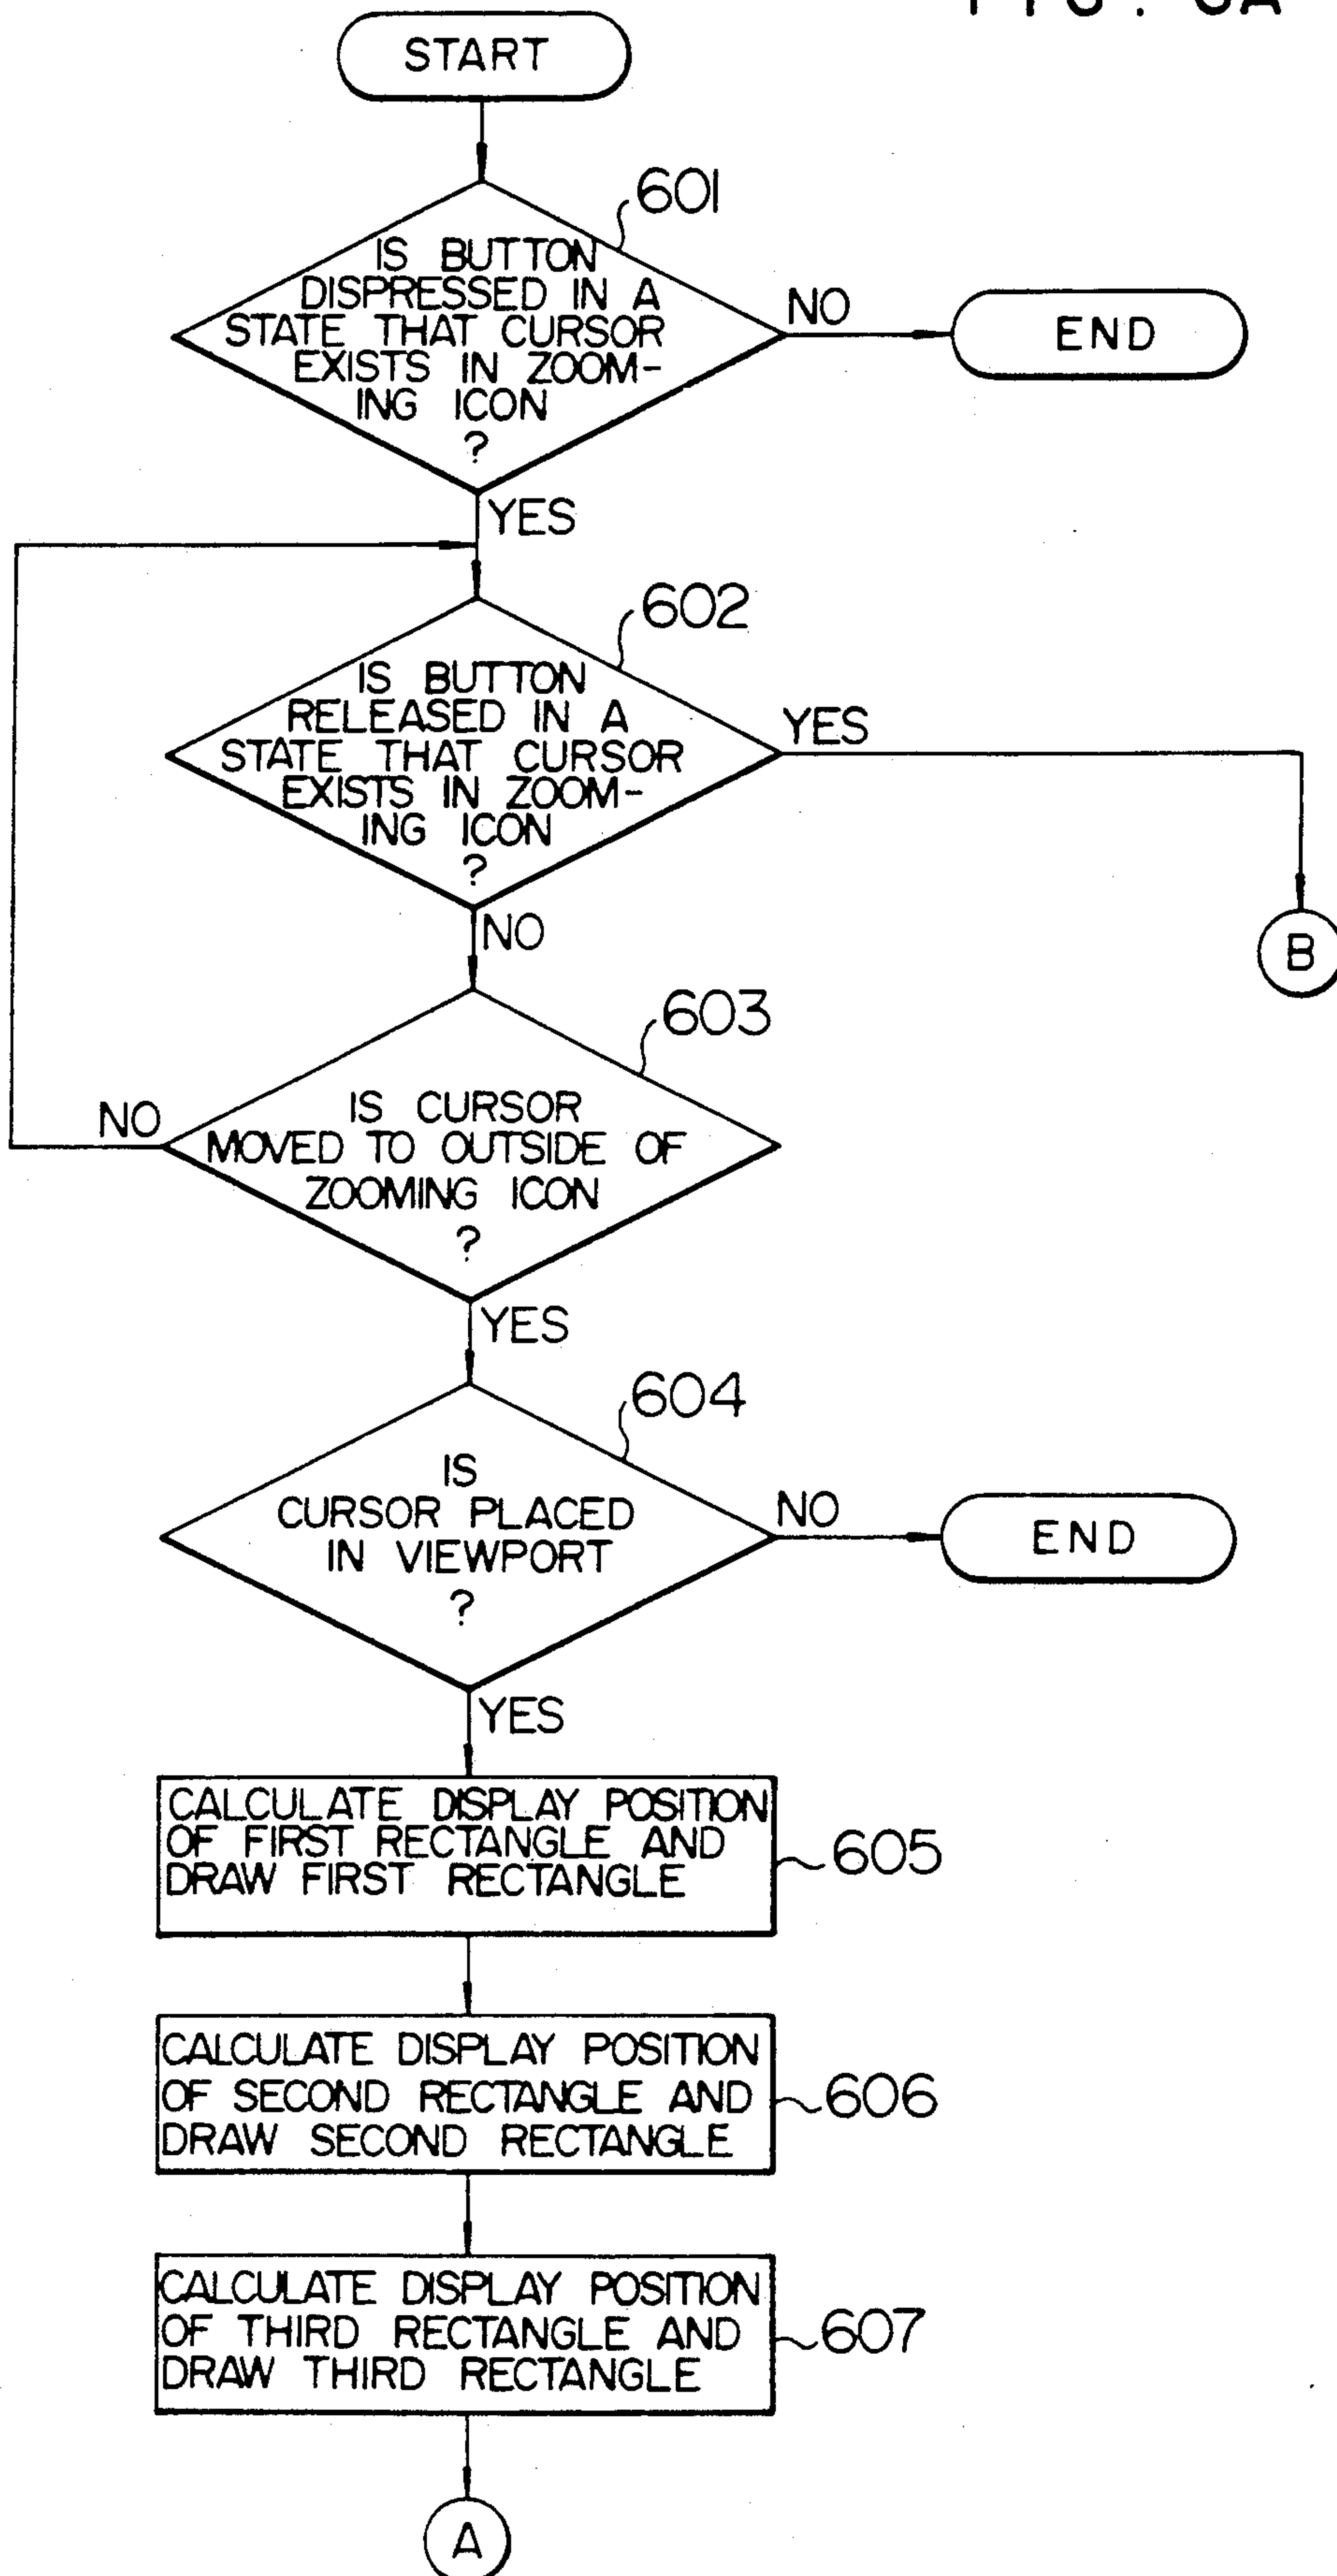 FIG. 6A
START
601
IS BUTTON
DISPRESSED IN A
STATE THAT CURSOR
EXISTS IN ZOOM-
ING ICON
?
NO
END
YES
602
IS BUTTON
RELEASED IN A
STATE THAT CURSOR
EXISTS IN ZOOM-
ING ICON
?
YES
B
NO
603
IS CURSOR
MOVED TO OUTSIDE OF
ZOOMING ICON
?
NO
YES
604
IS
CURSOR PLACED
IN VIEWPORT
?
NO
END
YES
CALCULATE DISPLAY POSITION
OF FIRST RECTANGLE AND
DRAW FIRST RECTANGLE
605
CALCULATE DISPLAY POSITION
OF SECOND RECTANGLE AND
DRAW SECOND RECTANGLE
606
CALCULATE DISPLAY POSITION
OF THIRD RECTANGLE AND
DRAW THIRD RECTANGLE
607
A